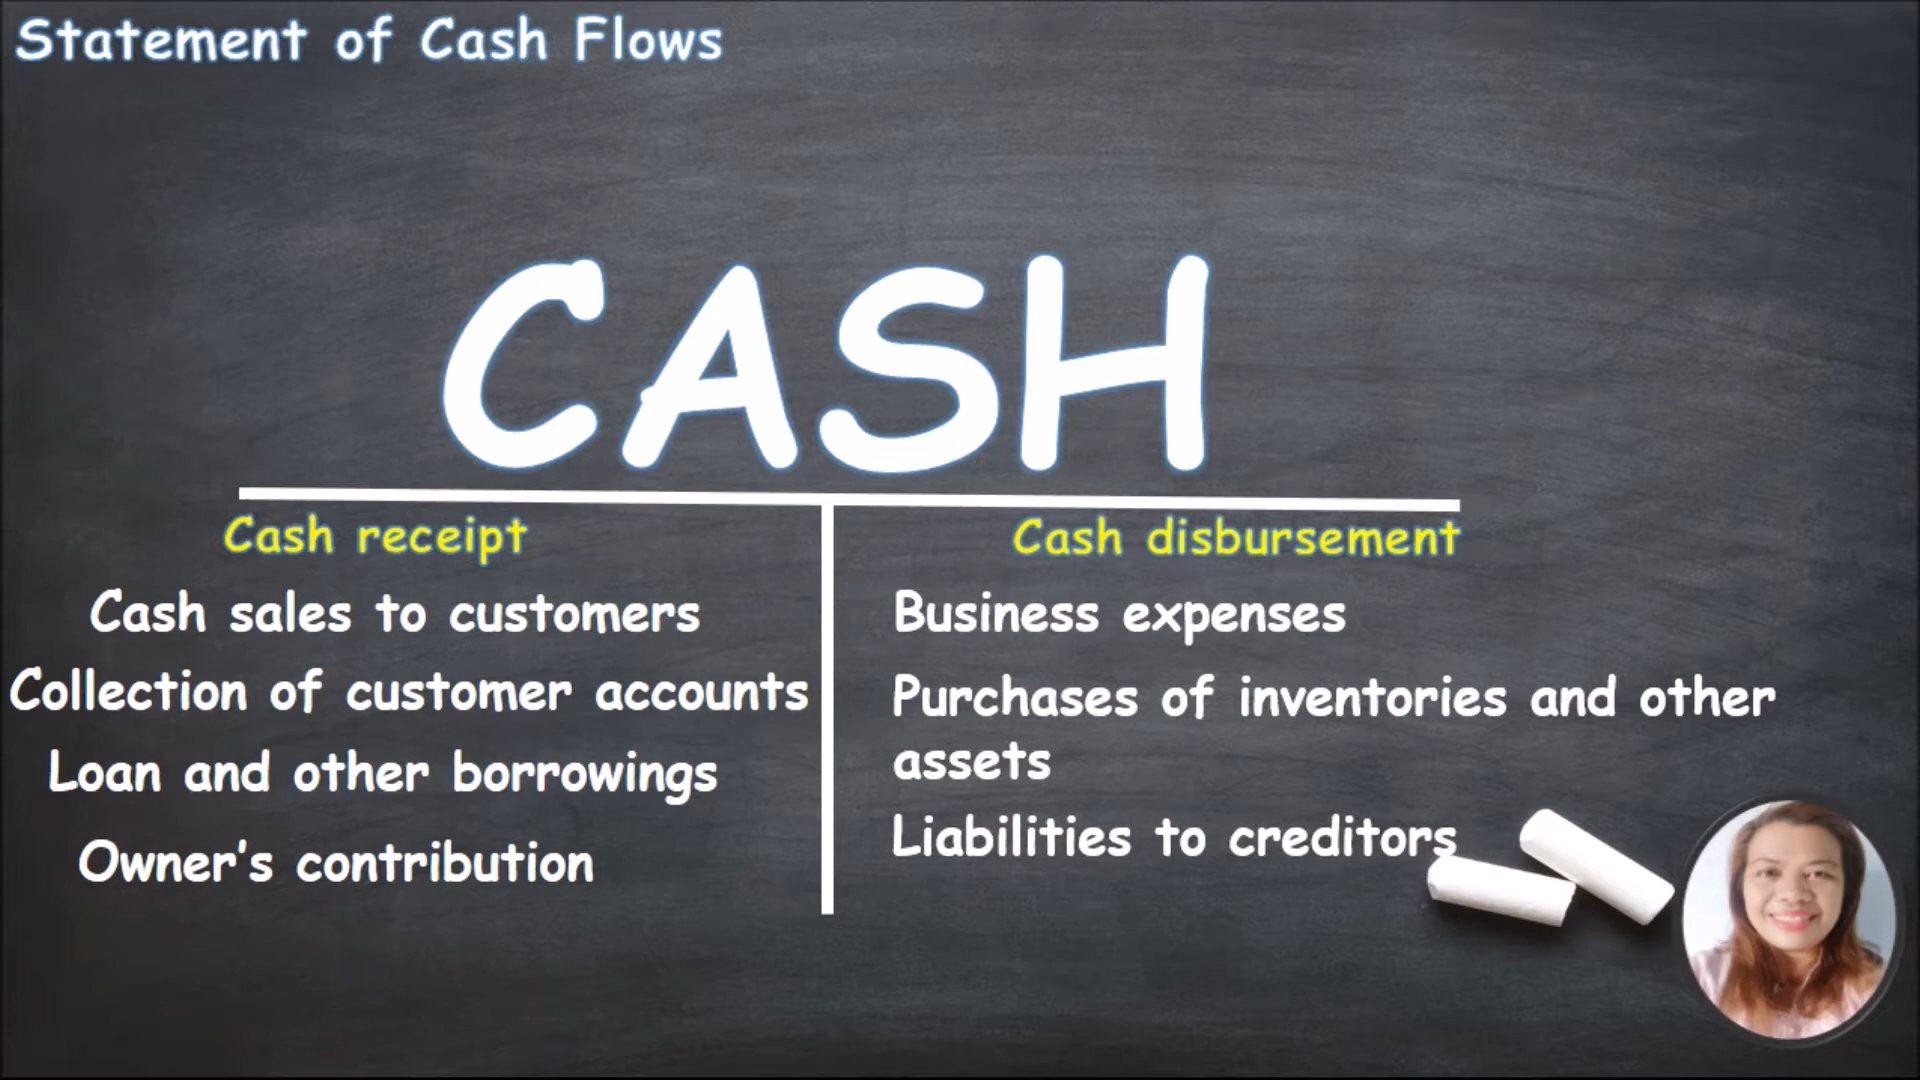 Statement of Cash Flows
CASH
Cash receipt
Cash sales to customers
Collection of customer accounts
Loan and other borrowings
Owner's contribution
Cash disbursement
Business expenses
Purchases of inventories and other
assets
Liabilities to creditors